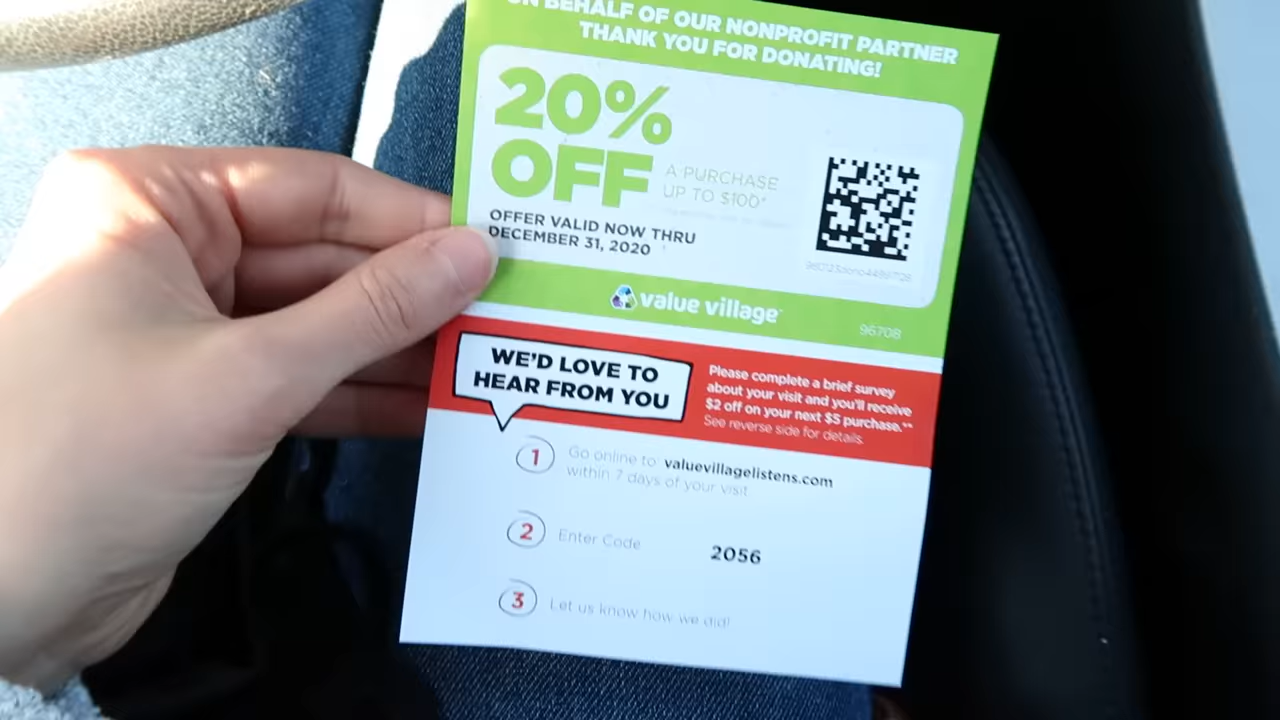 ON BEHALF OF OUR NONPROFIT PARTNER
THANK YOU FOR DONATING!
20%
OFF
A PURCHASE
UP TO $100*
OFFER VALID NOW THRU
DECEMBER 31, 2020
value village
96708
WE'D LOVE TO
HEAR FROM YOU
Please complete a brief survey
about your visit and you'll receive
$2 off on your next $5 purchase.**
See reverse side for details.
1
Go online to valuevillagelistens.com
within 7 days of your visit
2
Enter Code
2056
3
Let us know how we did!